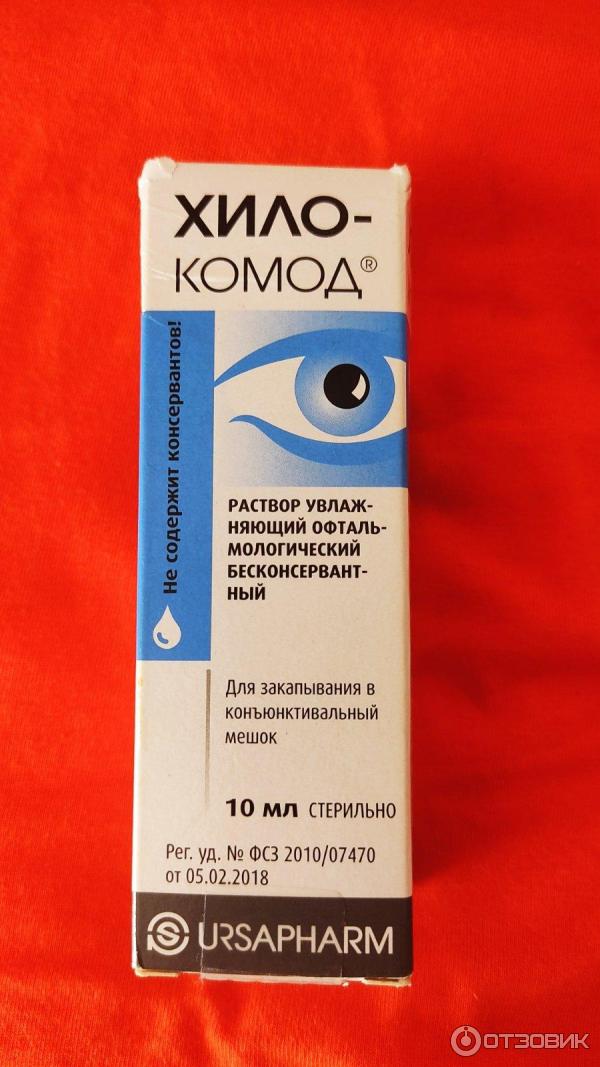 ХИЛО-
КОМОД®
Не содержит консервантов!
РАСТВОР УВЛАЖ-
НЯЮЩИЙ ОФТАЛЬ-
МОЛОГИЧЕСКИЙ
БЕСКОНСЕРВАНТ-
НЫЙ
Для закапывания в
конъюнктивальный
мешок
10 мл СТЕРИЛЬНО
Рег. уд. № ФСЗ 2010/07470
от 05.02.2018
URSAPHARM
ОТЗОВИК